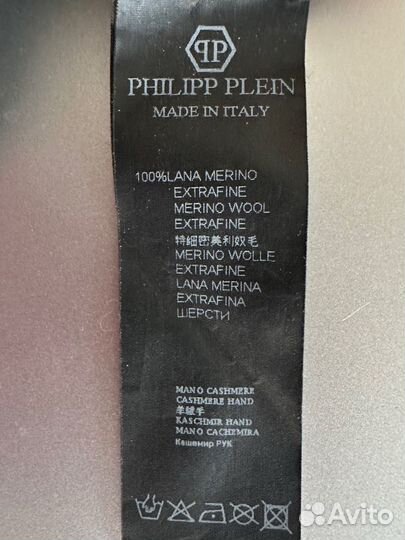 PHILIPP PLEIN
MADE IN ITALY
100%LANA MERINO
EXTRAFINE
MERINO WOOL
EXTRAFINE
特细密美利奴毛
MERINO WOLLE
EXTRAFINE
LANA MERINA
EXTRAFINA
ШЕРСТИ
MANO CASHMERE
CASHMERE HAND
羊绒手
KASCHMIR HAND
MANO CACHEMIRA
Кашемир РУК
Avito